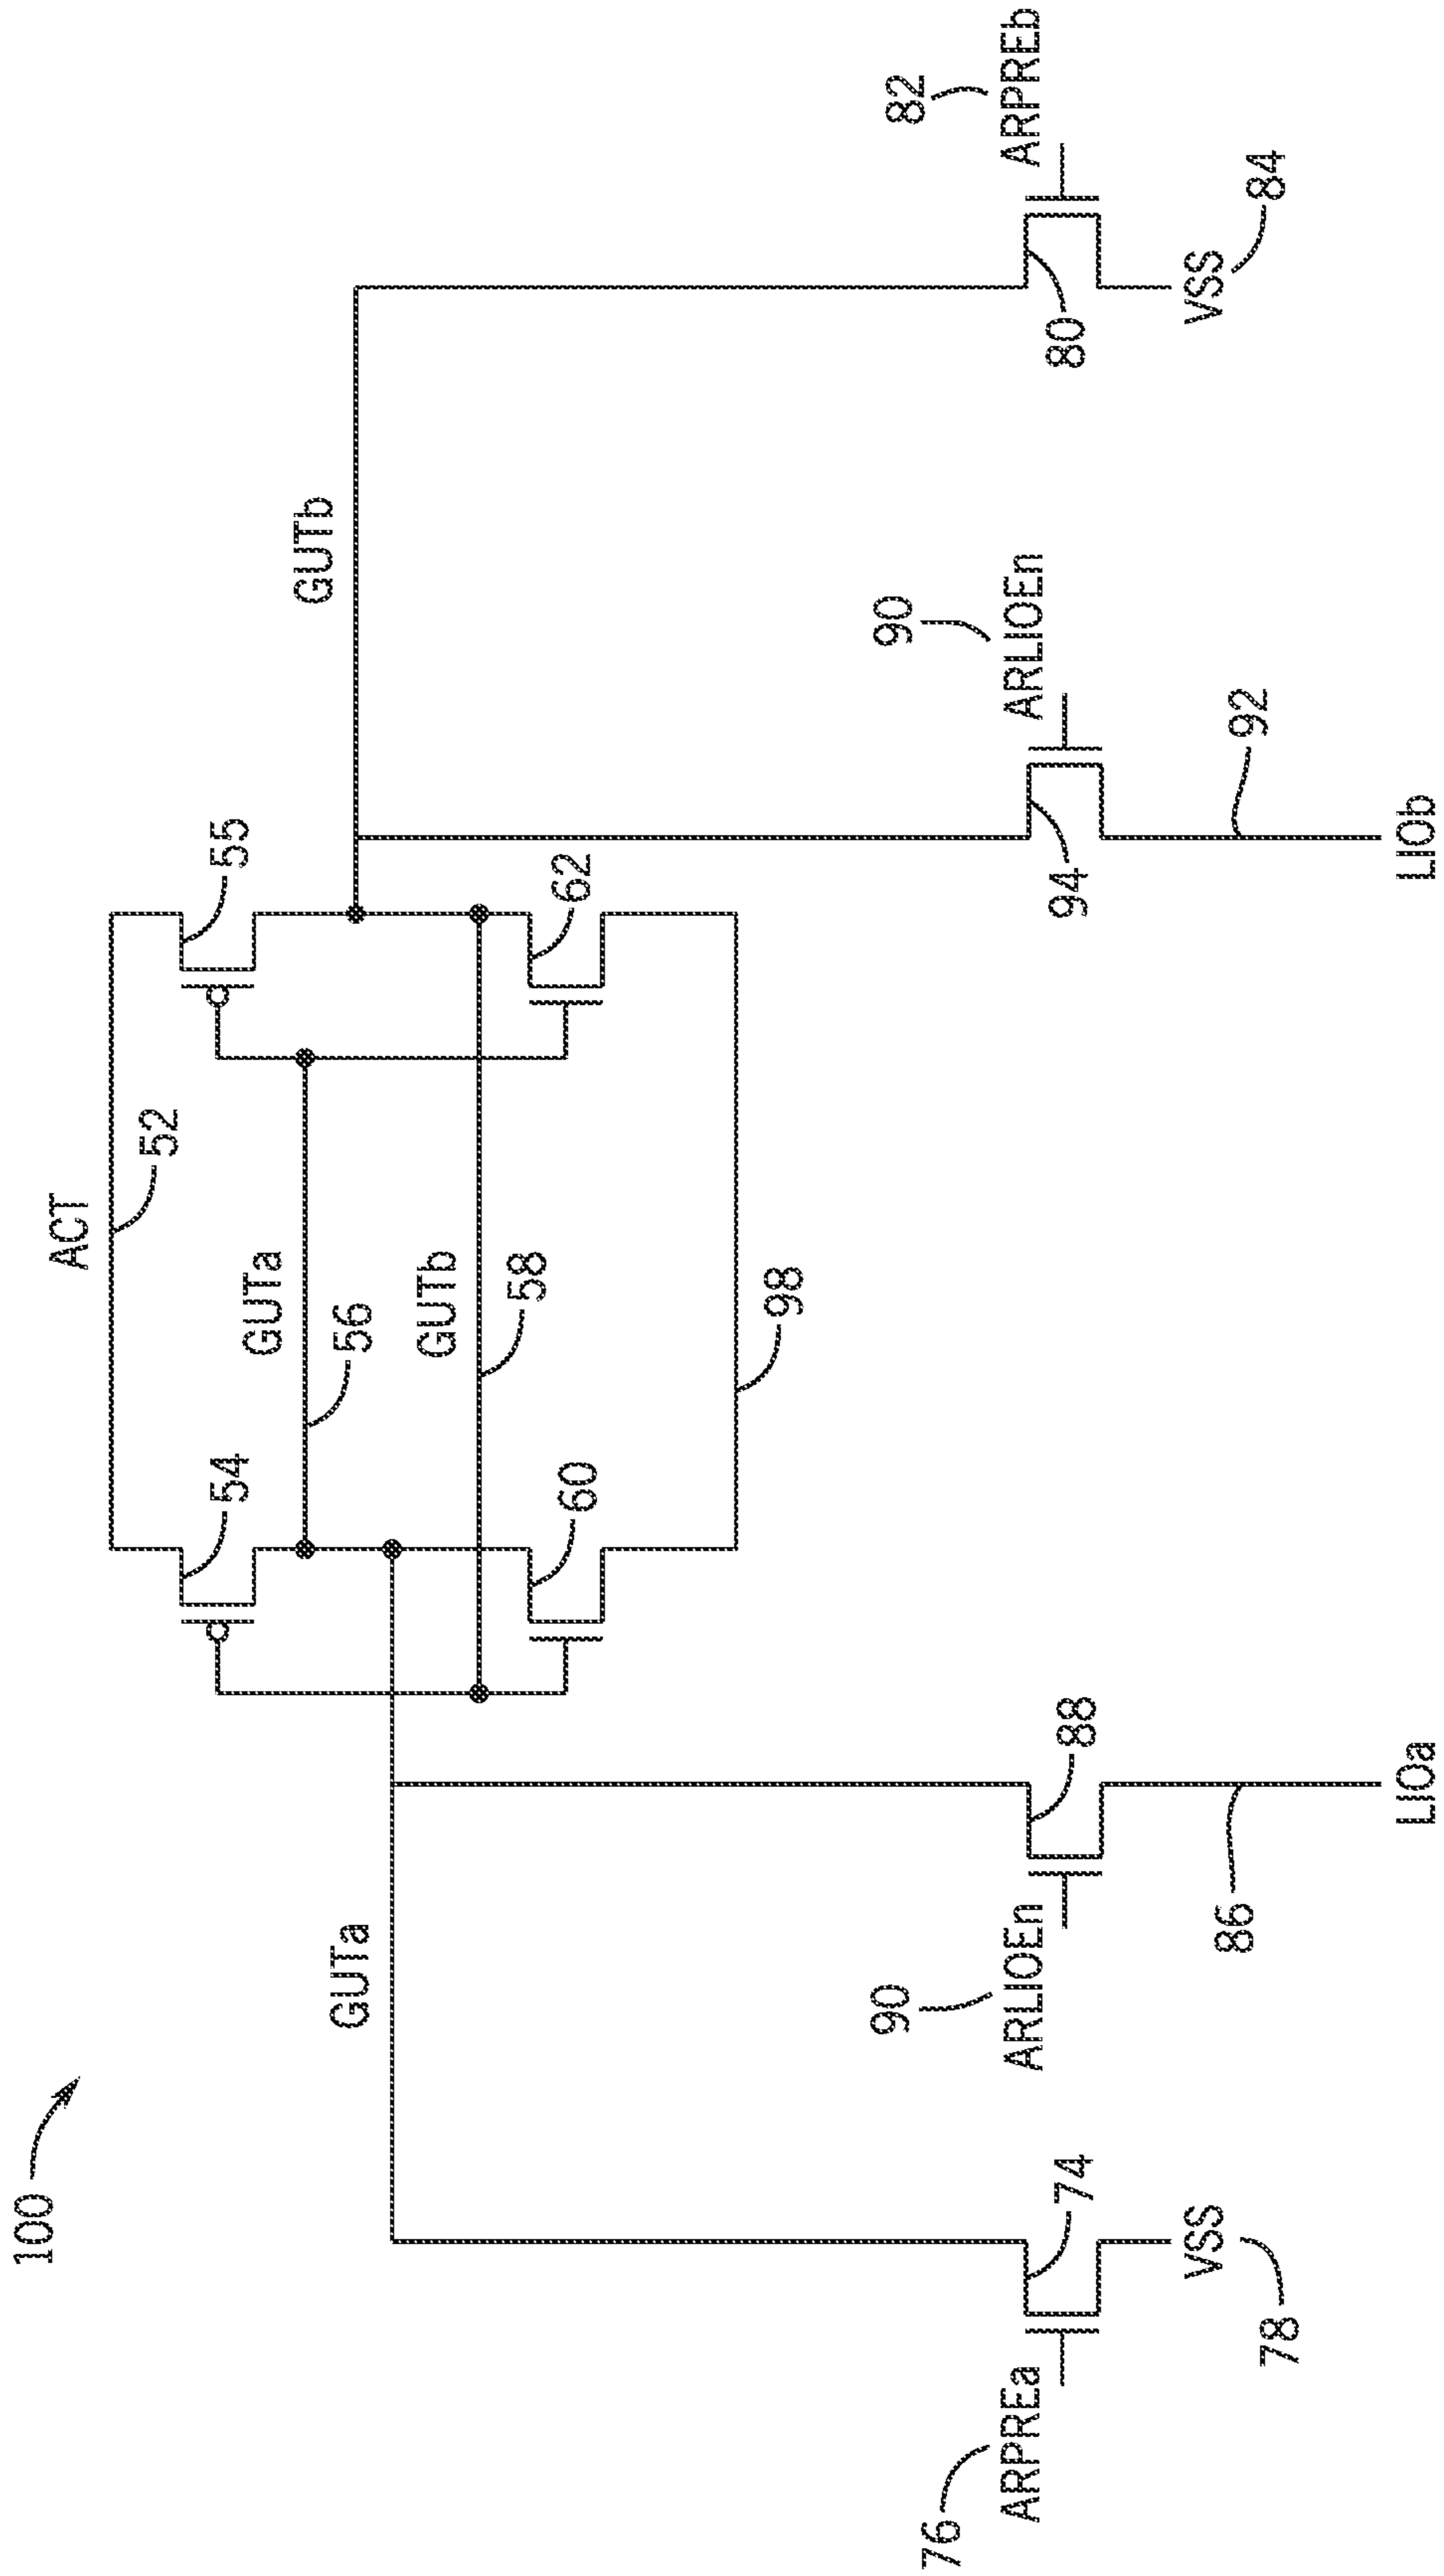 100
ACT
52
54
55
GUTa
56
GUTb
GUTa
GUTb
58
60
62
98
90
ARLIOEn
88
90
ARLIOEn
94
76
ARPREa
74
82
ARPREb
80
VSS
78
86
92
VSS
84
LIOa
LIOb